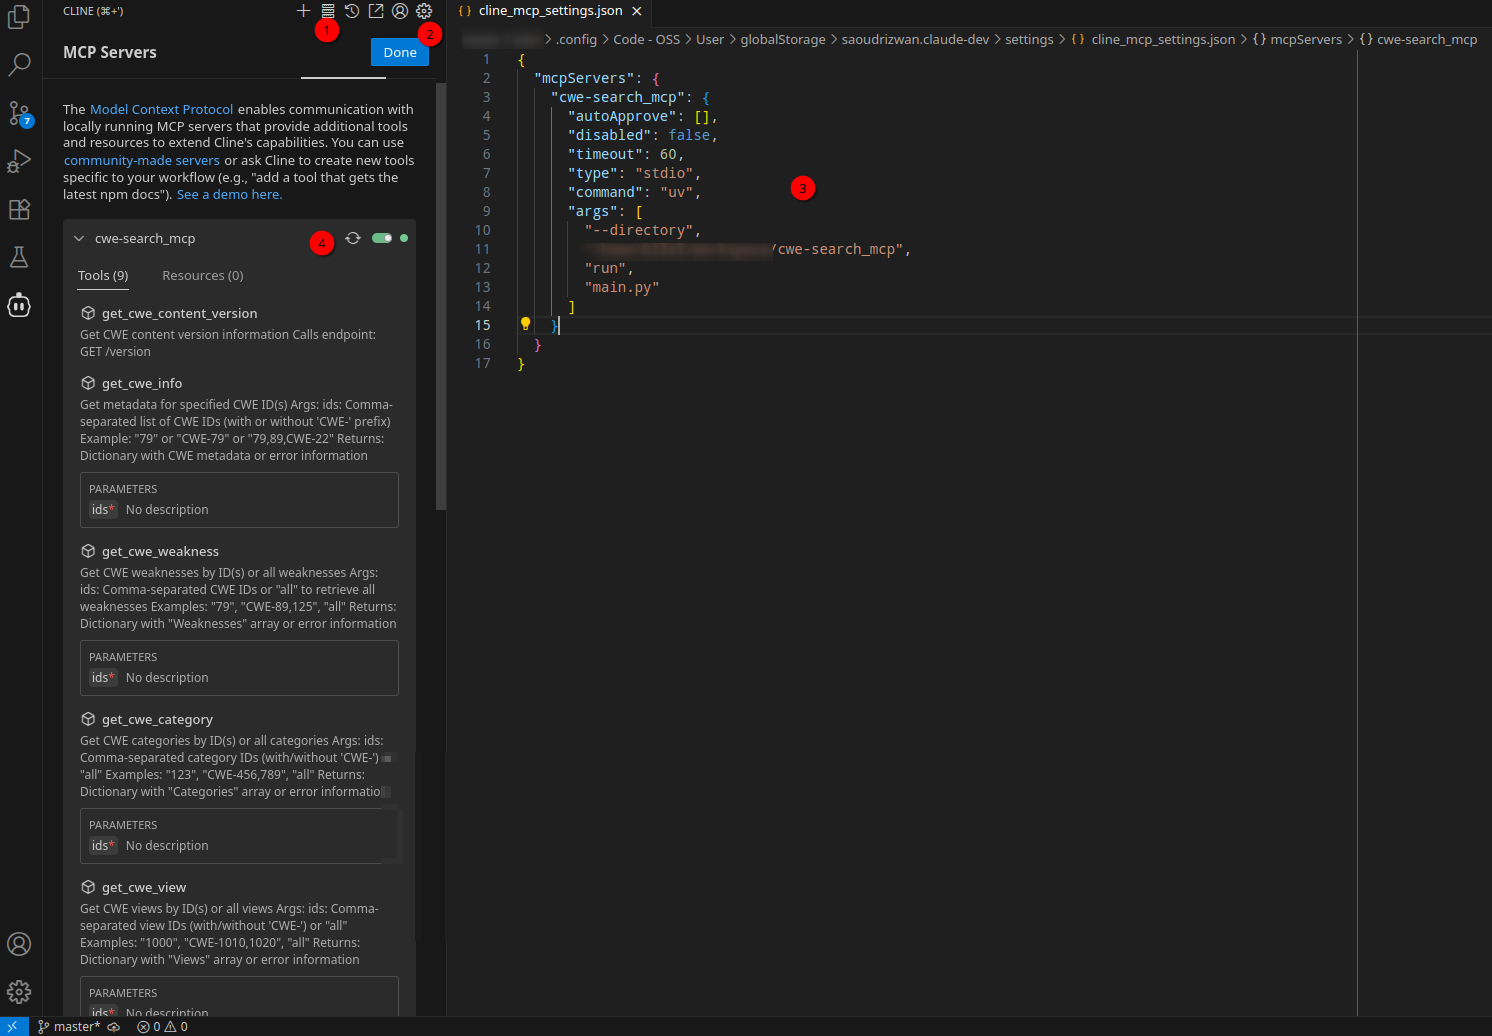 CLINE (⌘+')
1
2
MCP Servers
Done
The Model Context Protocol enables communication with
locally running MCP servers that provide additional tools
and resources to extend Cline's capabilities. You can use
community-made servers or ask Cline to create new tools
specific to your workflow (e.g., "add a tool that gets the
latest npm docs"). See a demo here.
cwe-search_mcp
4
Tools (9) Resources (0)
get_cwe_content_version
Get CWE content version information Calls endpoint:
GET /version
get_cwe_info
Get metadata for specified CWE ID(s) Args: ids: Comma-
separated list of CWE IDs (with or without 'CWE-' prefix)
Example: "79" or "CWE-79" or "79,89,CWE-22" Returns:
Dictionary with CWE metadata or error information
PARAMETERS
ids* No description
get_cwe_weakness
Get CWE weaknesses by ID(s) or all weaknesses Args:
ids: Comma-separated CWE IDs or "all" to retrieve all
weaknesses Examples: "79", "CWE-89,125", "all" Returns:
Dictionary with "Weaknesses" array or error information
PARAMETERS
ids* No description
get_cwe_category
Get CWE categories by ID(s) or all categories Args: ids:
Comma-separated category IDs (with/without 'CWE-')
"all" Examples: "123", "CWE-456,789", "all" Returns:
Dictionary with "Categories" array or error informatio
PARAMETERS
ids* No description
get_cwe_view
Get CWE views by ID(s) or all views Args: ids: Comma-
separated view IDs (with/without 'CWE-') or "all"
Examples: "1000", "CWE-1010,1020", "all" Returns:
Dictionary with "Views" array or error information
PARAMETERS
ids* No description
7
master* 0 0
cline_mcp_settings.json
> .config > Code - OSS > User > globalStorage > saoudrizwan.claude-dev > settings > {} cline_mcp_settings.json > {} mcpServers > {} cwe-search_mcp
1 {
2 "mcpServers": {
3 "cwe-search_mcp": {
4 "autoApprove": [],
5 "disabled": false,
6 "timeout": 60,
7 "type": "stdio",
8 "command": "uv",
3
9 "args": [
10 "--directory",
11 /cwe-search_mcp",
12 "run",
13 "main.py"
14 ]
15 }
16 }
17 }